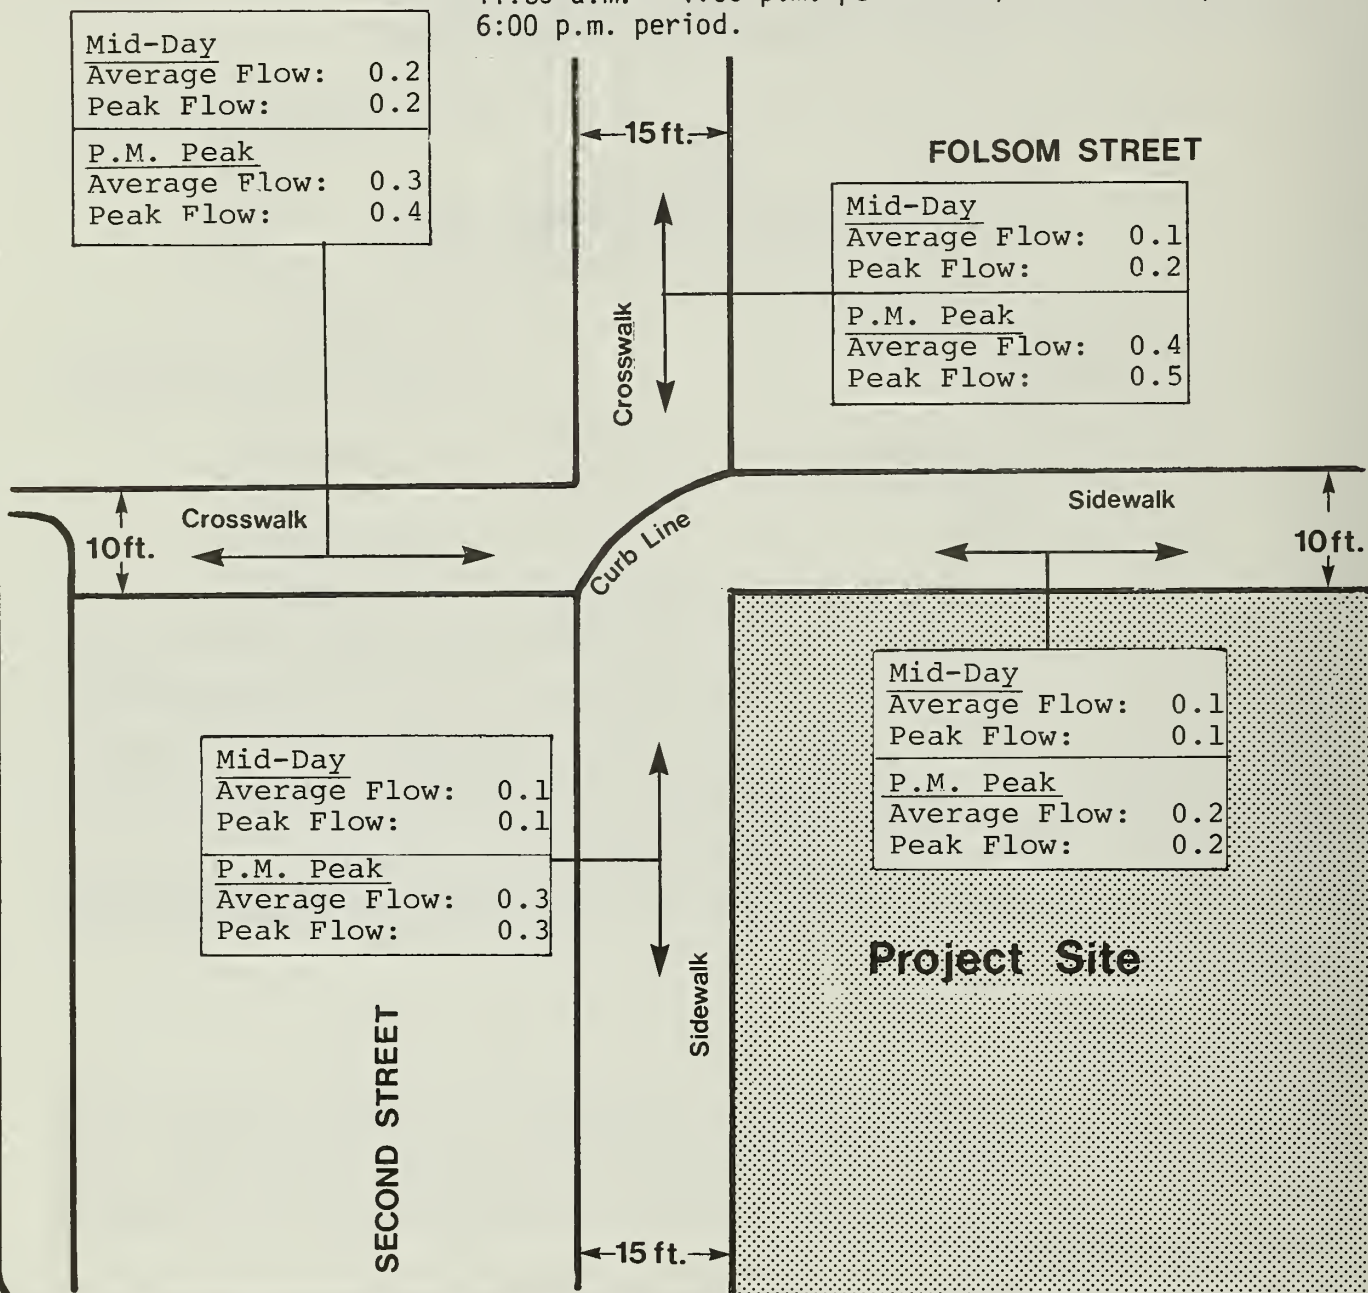 6:00 p.m. period.
Mid-Day
Average Flow: 0.2
Peak Flow: 0.2
P.M. Peak
Average Flow: 0.3
Peak Flow: 0.4
15 ft.
FOLSOM STREET
Mid-Day
Average Flow: 0.1
Peak Flow: 0.2
P.M. Peak
Average Flow: 0.4
Peak Flow: 0.5
Crosswalk
Crosswalk
10 ft.
Curb Line
Sidewalk
10 ft.
Mid-Day
Average Flow: 0.1
Peak Flow: 0.1
P.M. Peak
Average Flow: 0.2
Peak Flow: 0.2
Mid-Day
Average Flow: 0.1
Peak Flow: 0.1
P.M. Peak
Average Flow: 0.3
Peak Flow: 0.3
Project Site
Sidewalk
SECOND STREET
15 ft.